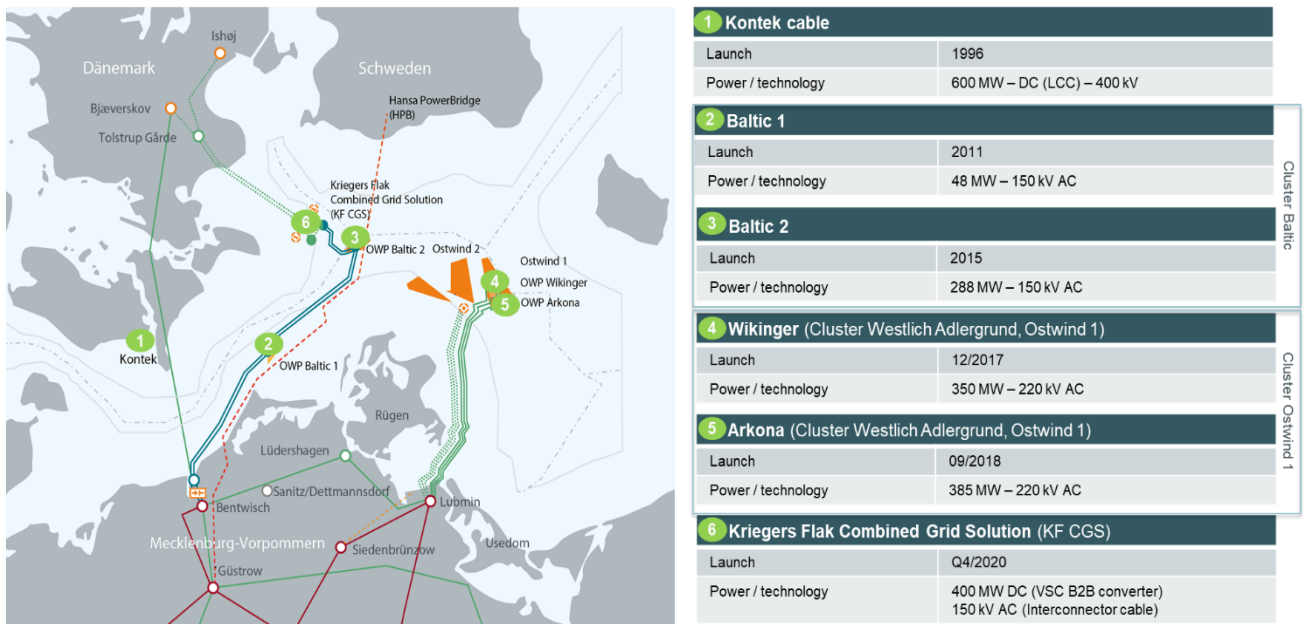 Ishøj
Dänemark
Schweden
Bjæverskov
Hansa PowerBridge
(HPB)
Tolstrup Gårde
Kriegers Flak
Combined Grid Solution
(KF CGS)
6
3
OWP Baltic 2
Ostwind 2
Ostwind 1
4
OWP Wikinger
5
OWP Arkona
1
Kontek
2
OWP Baltic 1
Rügen
Lüdershagen
Sanitz/Dettmannsdorf
Bentwisch
Lubmin
Mecklenburg-Vorpommern
Siedenbrünzow
Usedom
Güstrow
1 Kontek cable
Launch 1996
Power / technology 600 MW – DC (LCC) – 400 kV
2 Baltic 1
Launch 2011
Power / technology 48 MW – 150 kV AC
3 Baltic 2
Launch 2015
Power / technology 288 MW – 150 kV AC
Cluster Baltic
4 Wikinger (Cluster Westlich Adlergrund, Ostwind 1)
Launch 12/2017
Power / technology 350 MW – 220 kV AC
5 Arkona (Cluster Westlich Adlergrund, Ostwind 1)
Launch 09/2018
Power / technology 385 MW – 220 kV AC
Cluster Ostwind 1
6 Kriegers Flak Combined Grid Solution (KF CGS)
Launch Q4/2020
Power / technology 400 MW DC (VSC B2B converter)
150 kV AC (Interconnector cable)